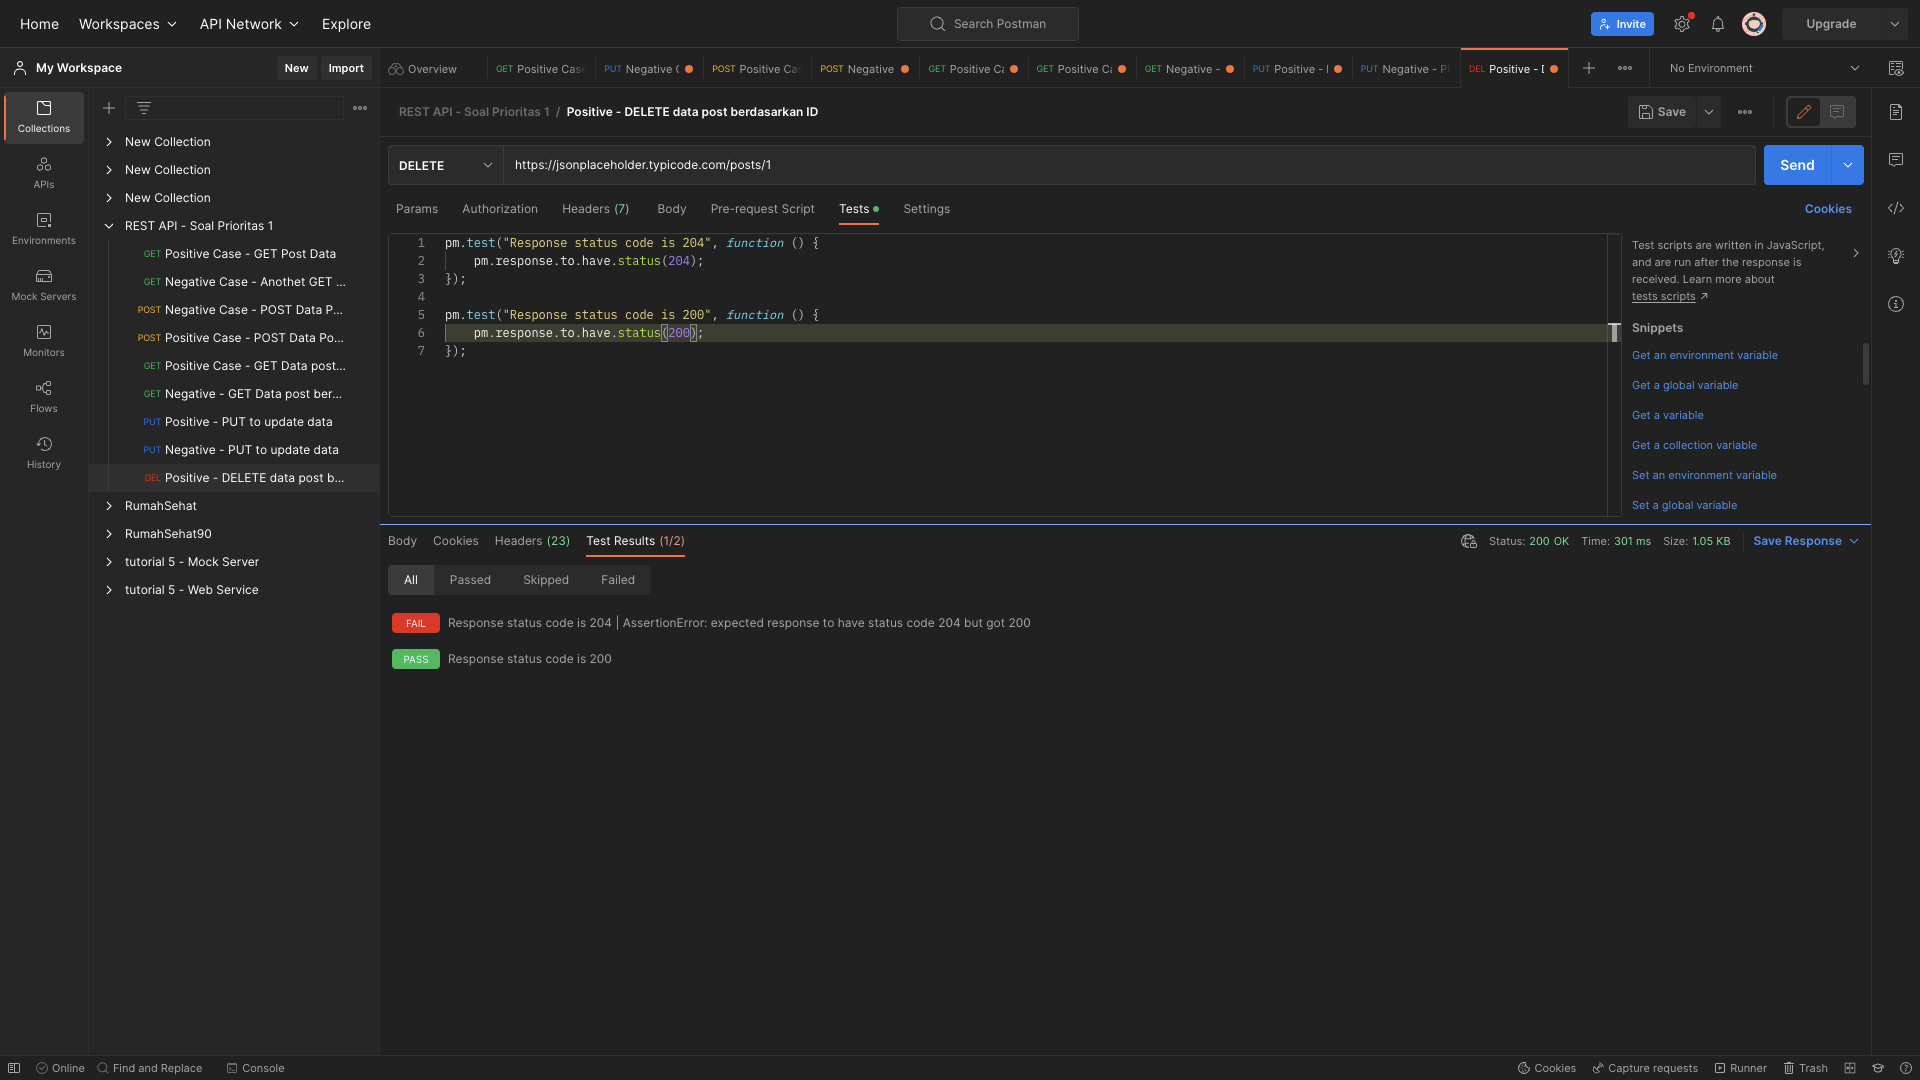 Home Workspaces API Network Explore Search Postman Invite Upgrade
My Workspace New Import Overview GET Positive Case PUT Negative C POST Positive Ca POST Negative GET Positive Ca GET Positive Ca GET Negative - PUT Positive - PUT Negative - P DEL Positive - No Environment
REST API - Soal Prioritas 1 / Positive - DELETE data post berdasarkan ID Save
Collections
APIs
Environments
Mock Servers
Monitors
Flows
History
New Collection
New Collection
New Collection
REST API - Soal Prioritas 1
GET Positive Case - GET Post Data
GET Negative Case - Anothet GET ...
POST Negative Case - POST Data P...
POST Positive Case - POST Data Po...
GET Positive Case - GET Data post...
GET Negative - GET Data post ber...
PUT Positive - PUT to update data
PUT Negative - PUT to update data
DEL Positive - DELETE data post b...
RumahSehat
RumahSehat90
tutorial 5 - Mock Server
tutorial 5 - Web Service
DELETE https://jsonplaceholder.typicode.com/posts/1 Send
Params Authorization Headers (7) Body Pre-request Script Tests Settings Cookies
1 pm.test("Response status code is 204", function () {
2 pm.response.to.have.status(204);
3 });
4
5 pm.test("Response status code is 200", function () {
6 pm.response.to.have.status(200);
7 });
Test scripts are written in JavaScript,
and are run after the response is
received. Learn more about
tests scripts ↗
Snippets
Get an environment variable
Get a global variable
Get a variable
Get a collection variable
Set an environment variable
Set a global variable
Body Cookies Headers (23) Test Results (1/2) Status: 200 OK Time: 301 ms Size: 1.05 KB Save Response
All Passed Skipped Failed
FAIL Response status code is 204 | AssertionError: expected response to have status code 204 but got 200
PASS Response status code is 200
Online Find and Replace Console Cookies Capture requests Runner Trash